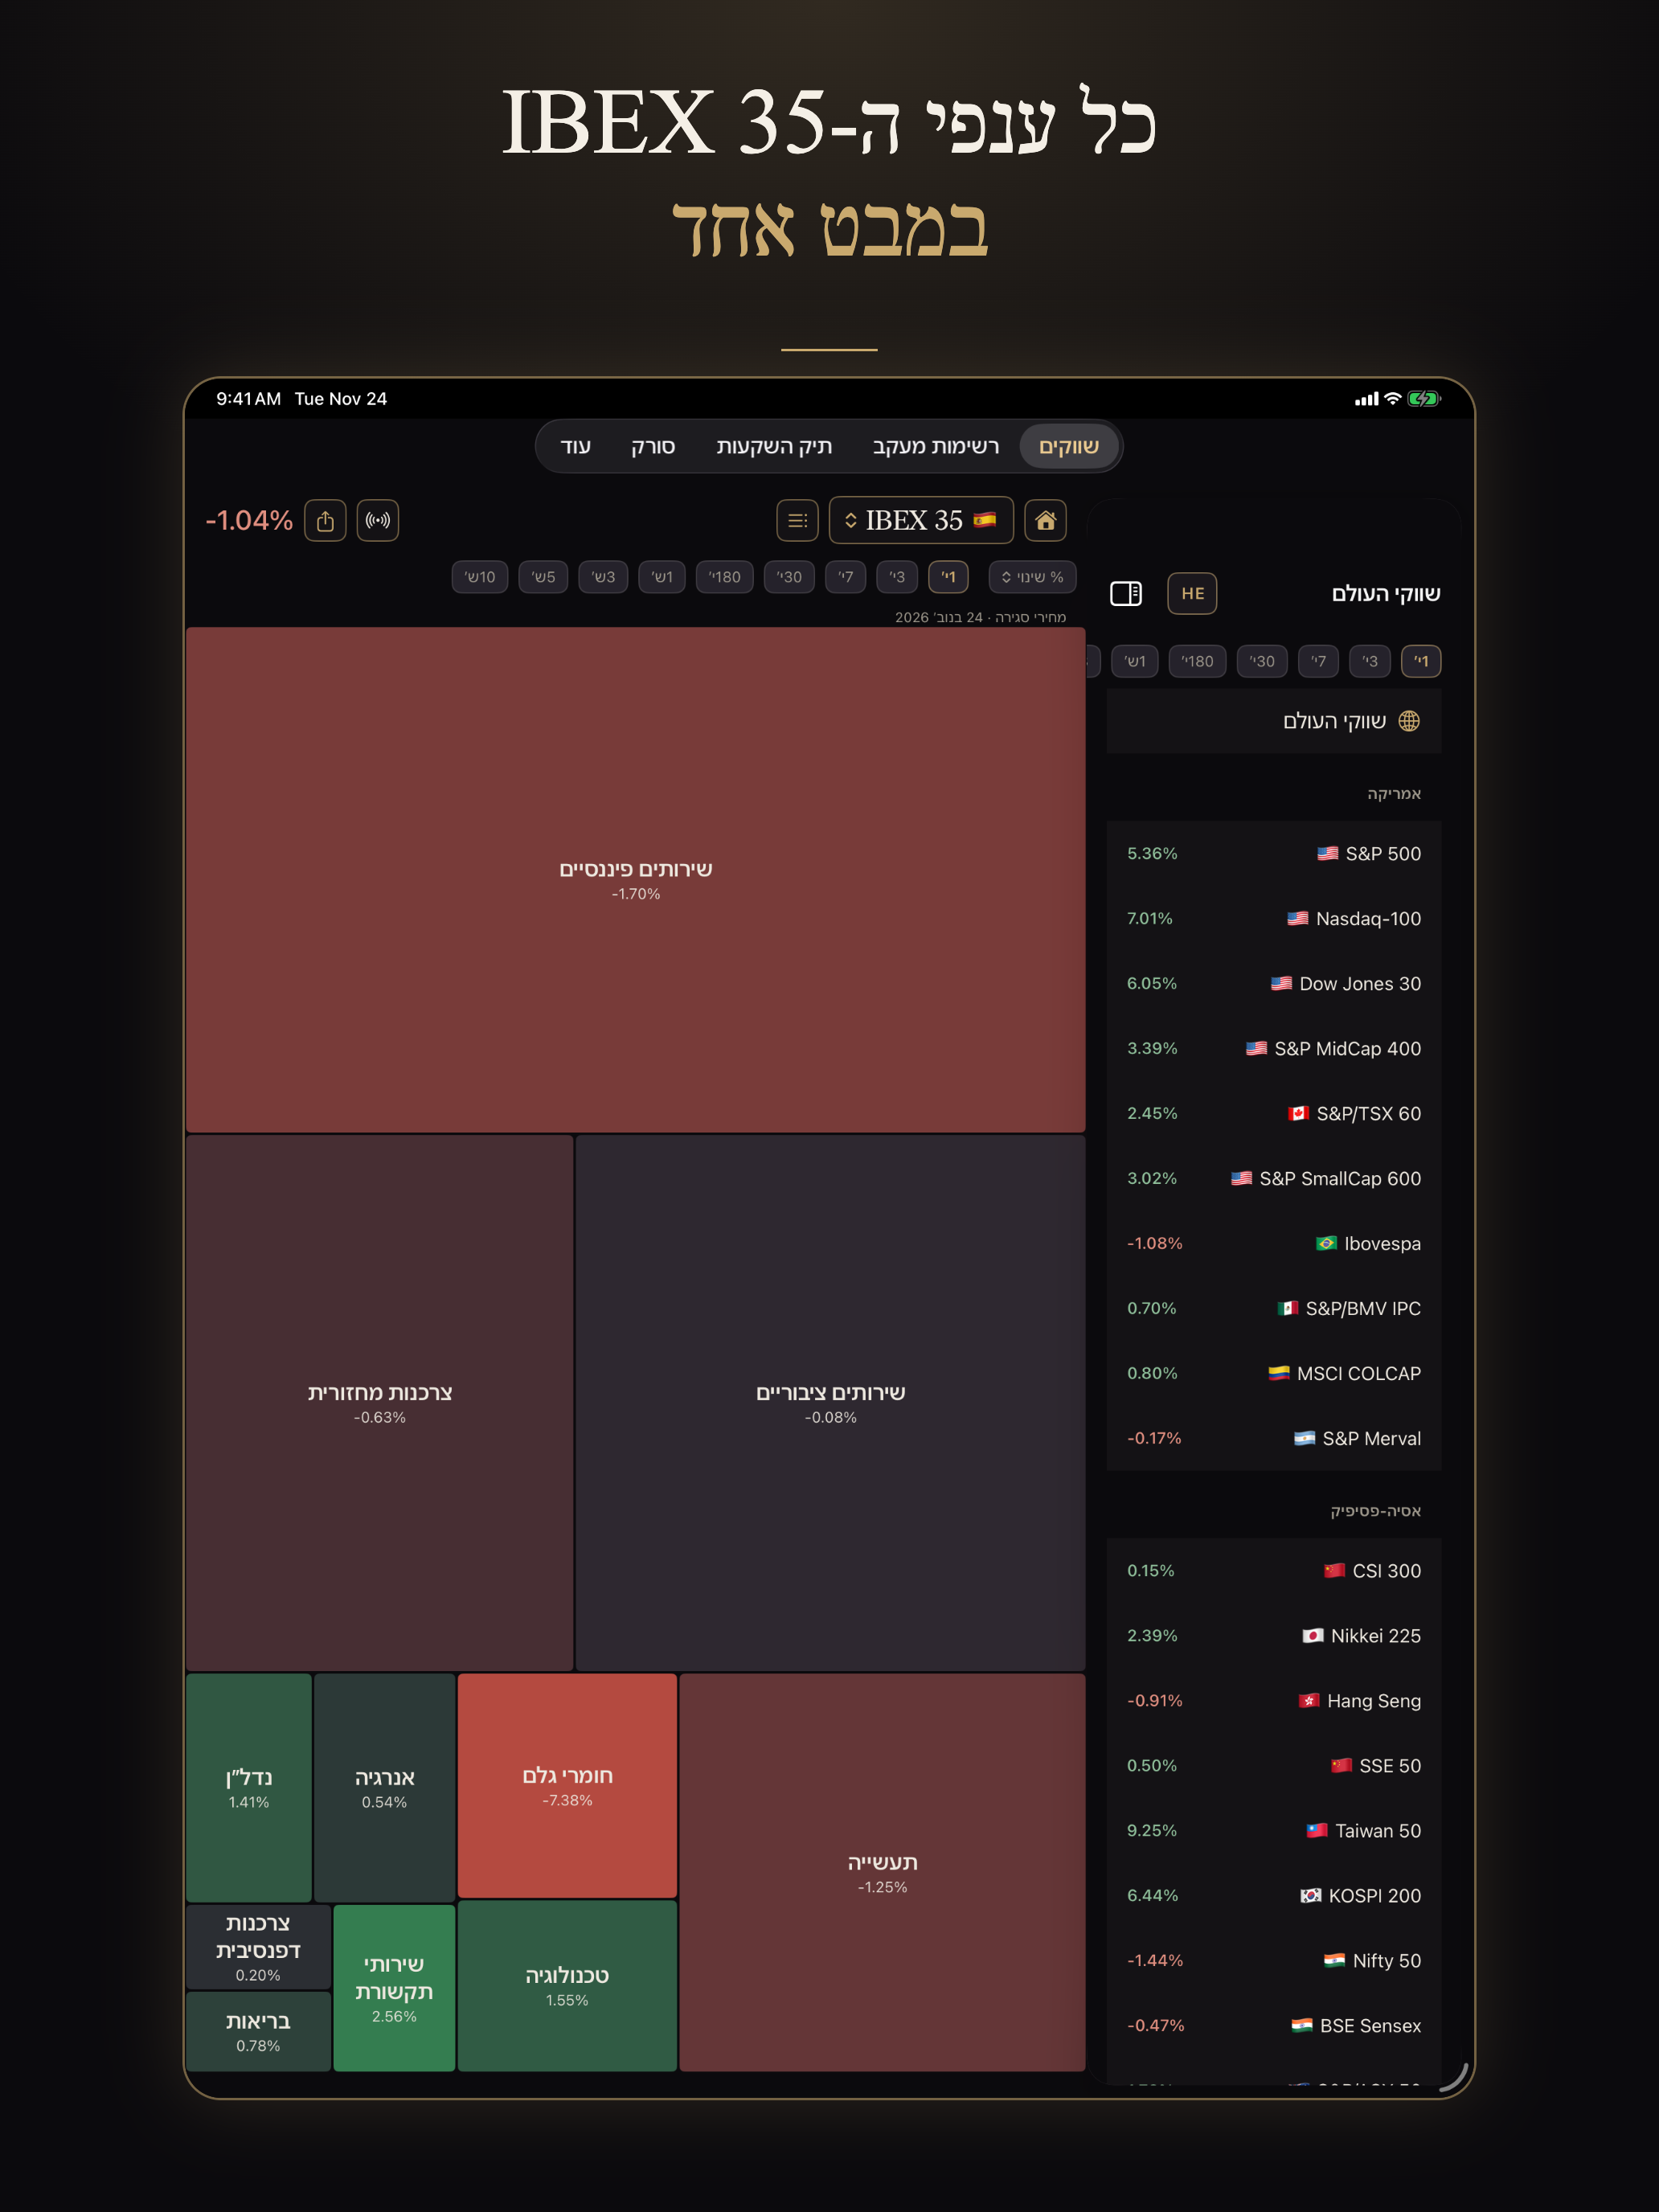 כל ענפי ה-IBEX 35
במבט אחד
9:41 AM Tue Nov 24
שווקים רשימות מעקב תיק השקעות סורק עוד
IBEX 35
-1.04%
% שינוי 1י׳ 3י׳ 7י׳ 30י׳ 180י׳ 1ש׳ 3ש׳ 5ש׳ 10ש׳
מחירי סגירה · 24 בנוב׳ 2026
שווקי העולם HE
1י׳ 3י׳ 7י׳ 30י׳ 180י׳ 1ש׳
שווקי העולם
אמריקה
S&P 500 5.36%
Nasdaq-100 7.01%
Dow Jones 30 6.05%
S&P MidCap 400 3.39%
S&P/TSX 60 2.45%
S&P SmallCap 600 3.02%
Ibovespa -1.08%
S&P/BMV IPC 0.70%
MSCI COLCAP 0.80%
S&P Merval -0.17%
אסיה-פסיפיק
CSI 300 0.15%
Nikkei 225 2.39%
Hang Seng -0.91%
SSE 50 0.50%
Taiwan 50 9.25%
KOSPI 200 6.44%
Nifty 50 -1.44%
BSE Sensex -0.47%
שירותים פיננסיים
-1.70%
שירותים ציבוריים
-0.08%
צרכנות מחזורית
-0.63%
תעשייה
-1.25%
חומרי גלם
-7.38%
אנרגיה
0.54%
נדל״ן
1.41%
טכנולוגיה
1.55%
שירותי
תקשורת
2.56%
צרכנות
דפנסיבית
0.20%
בריאות
0.78%